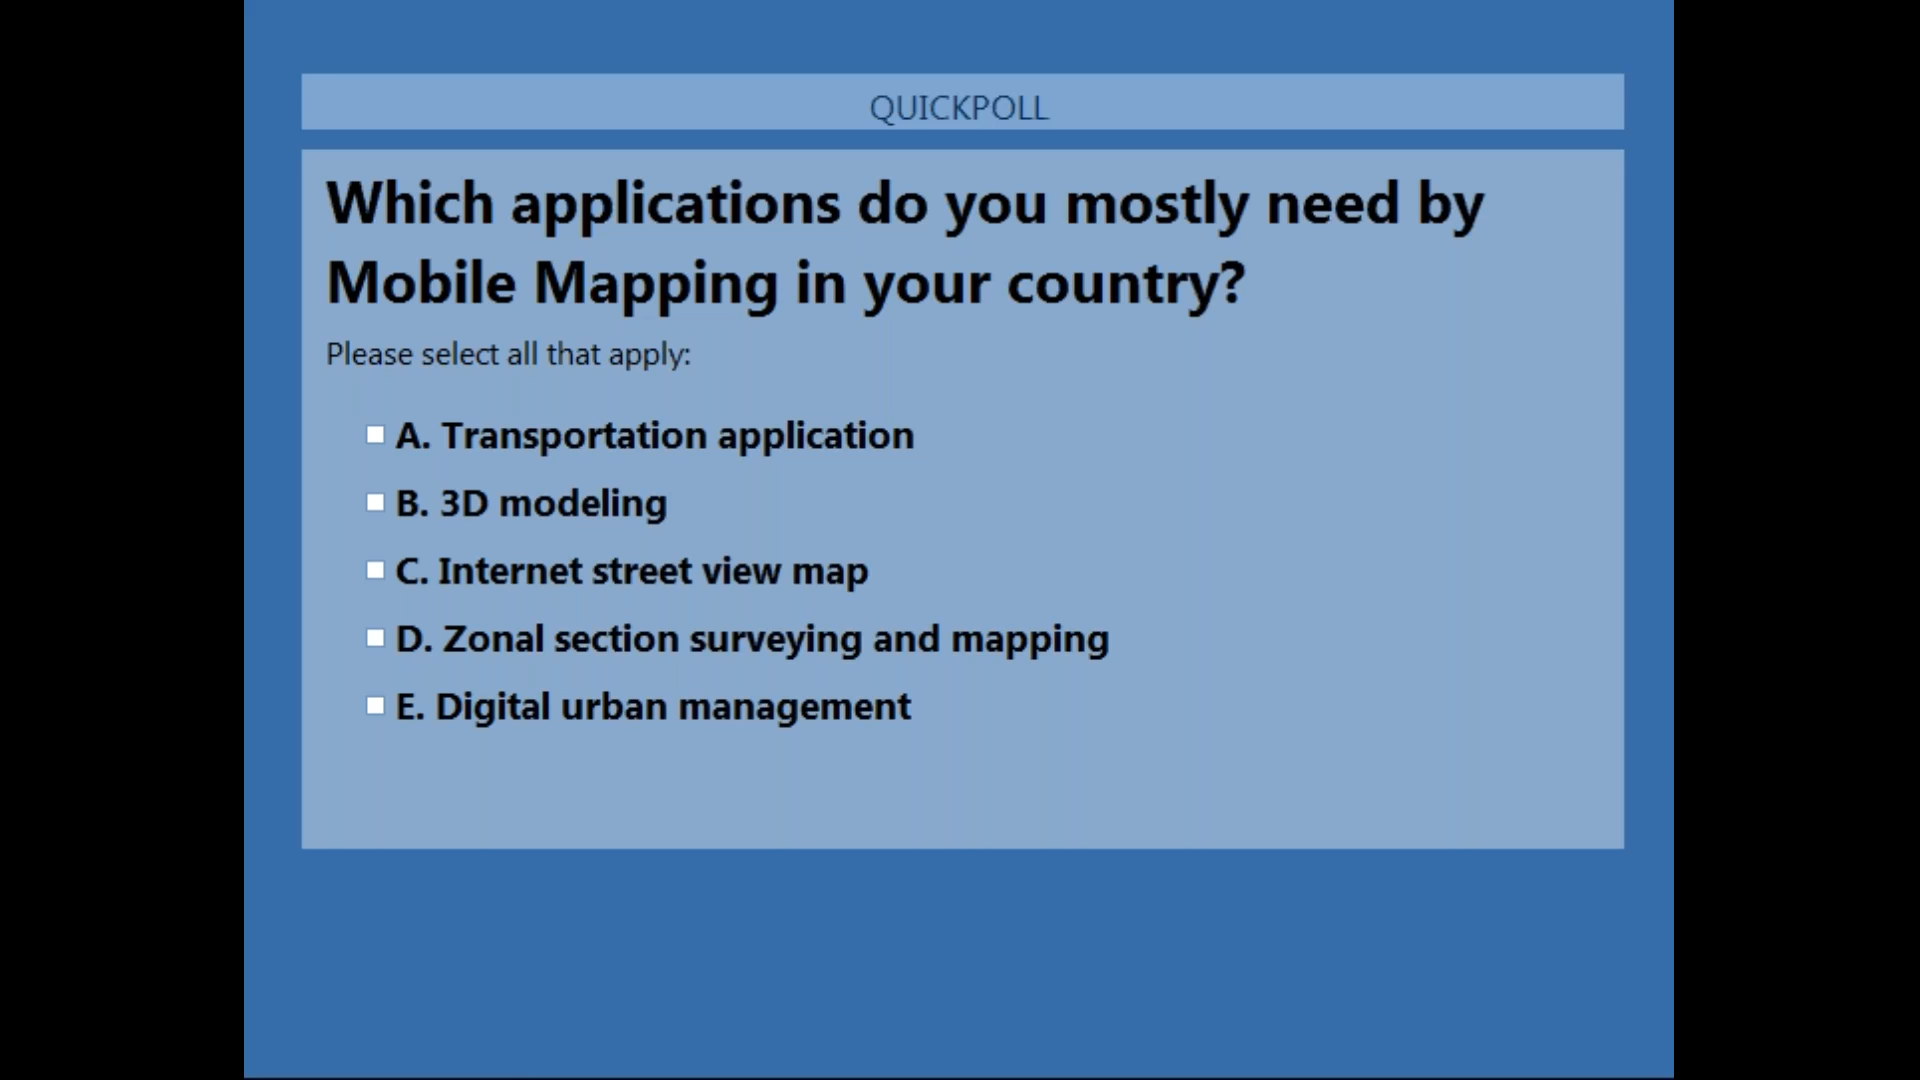 QUICKPOLL
Which applications do you mostly need by
Mobile Mapping in your country?
Please select all that apply:
A. Transportation application
B. 3D modeling
C. Internet street view map
D. Zonal section surveying and mapping
E. Digital urban management